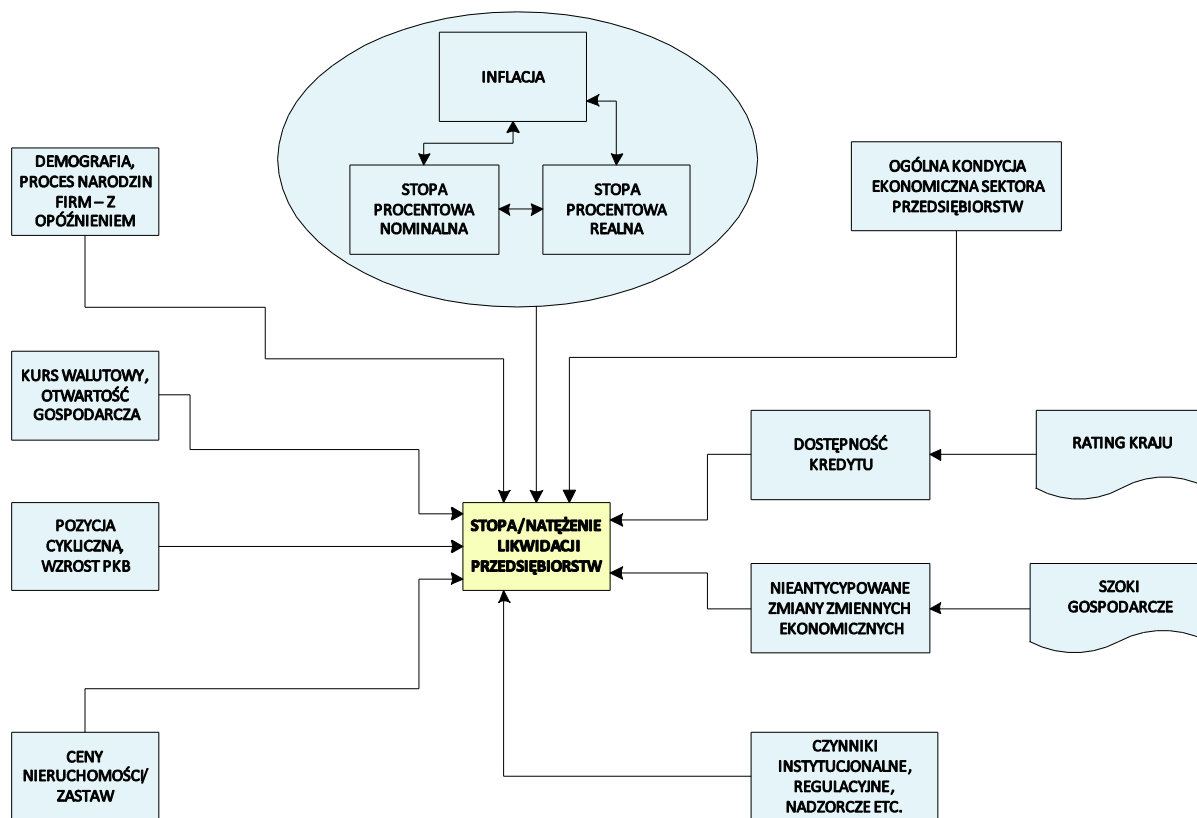 INFLACJA
STOPA
PROCENTOWA
NOMINALNA
STOPA
PROCENTOWA
REALNA
DEMOGRAFIA,
PROCES NARODZIN
FIRM – Z
OPÓŹNIENIEM
OGÓLNA KONDYCJA
EKONOMICZNA SEKTORA
PRZEDSIĘBIORSTW
KURS WALUTOWY,
OTWARTOŚĆ
GOSPODARCZA
DOSTĘPNOŚĆ
KREDYTU
RATING KRAJU
POZYCJA
CYKLICZNA,
WZROST PKB
STOPA/NATĘŻENIE
LIKWIDACJI
PRZEDSIĘBIORSTW
NIEANTYCYPOWANE
ZMIANY ZMIENNYCH
EKONOMICZNYCH
SZOKI
GOSPODARCZE
CENY
NIERUCHOMOŚCI/
ZASTAW
CZYNNIKI
INSTYTUCJONALNE,
REGULACYJNE,
NADZORCZE ETC.